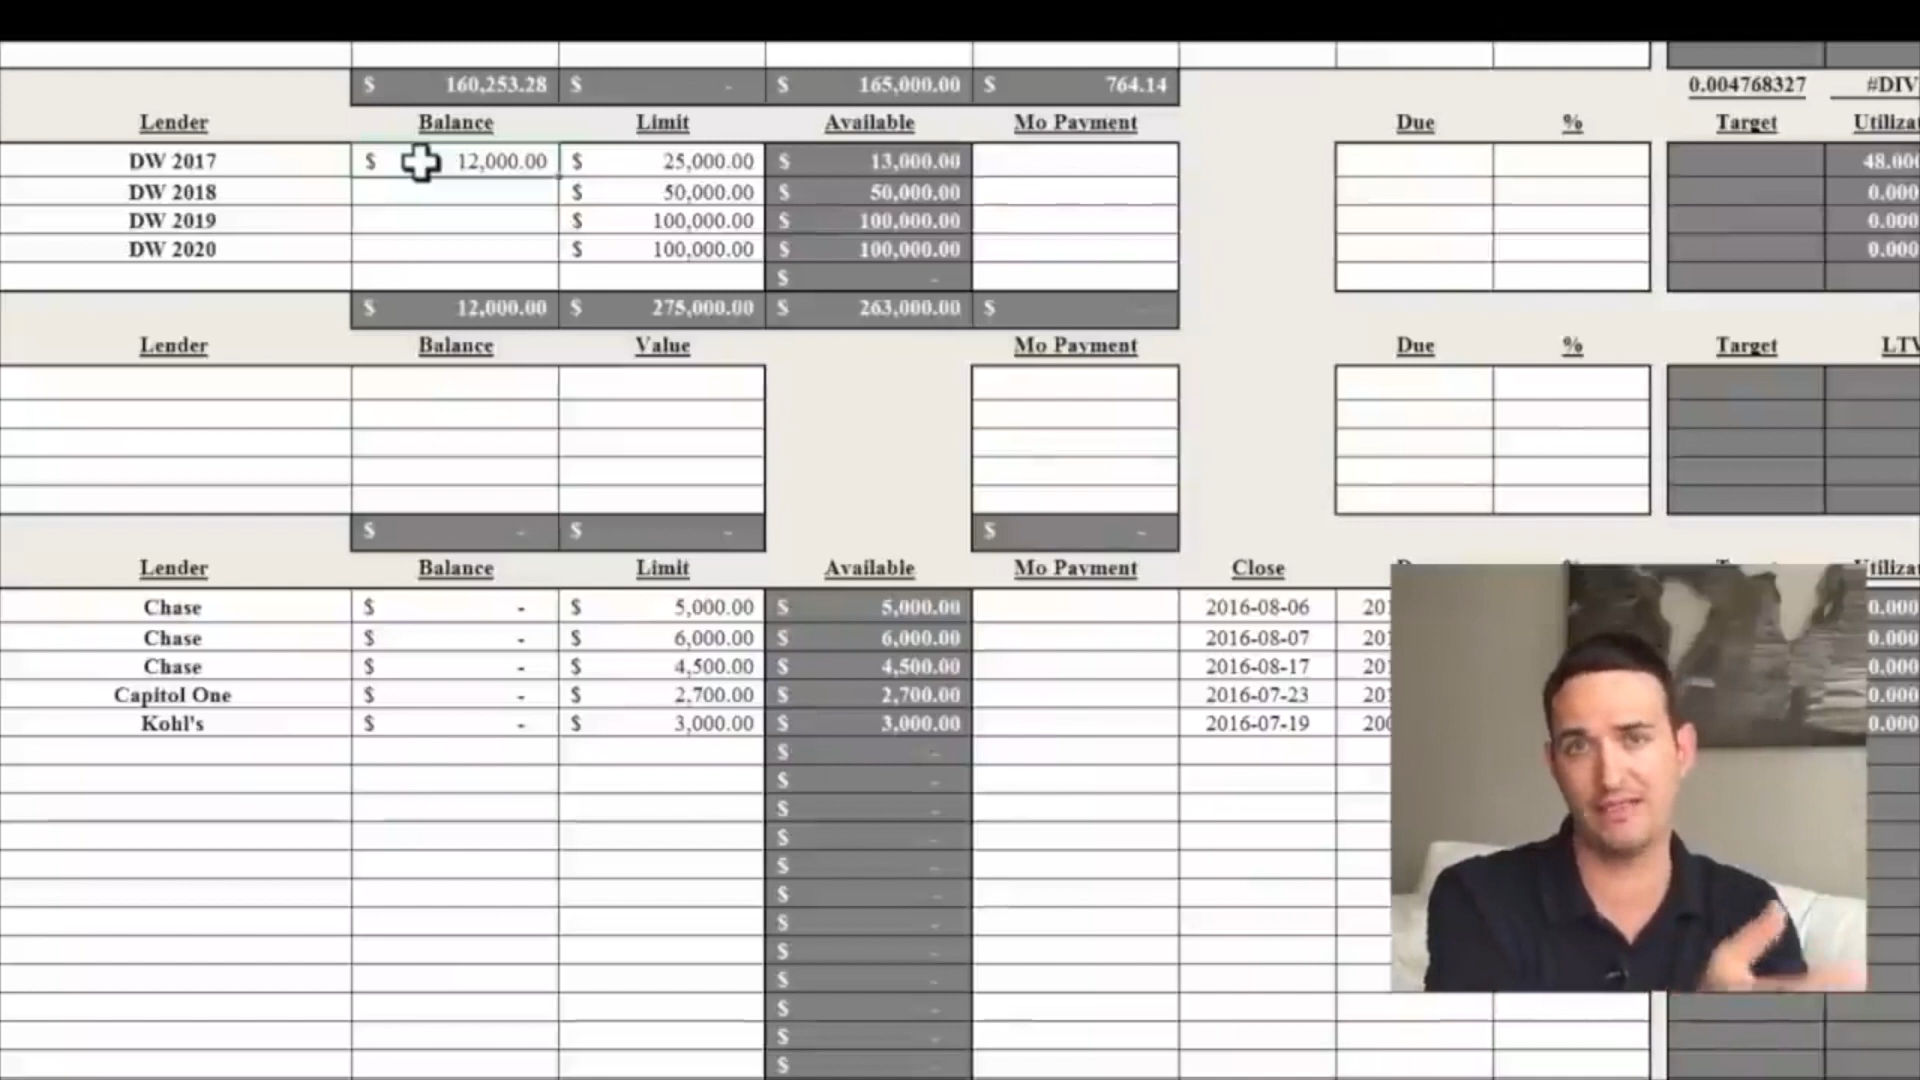 $ 160,253.28 $ - $ 165,000.00 $ 764.14 0.004768327 #DIV
Lender Balance Limit Available Mo Payment Due % Target Utilizat
DW 2017 $ 12,000.00 $ 25,000.00 $ 13,000.00 48.000
DW 2018 $ 50,000.00 $ 50,000.00 0.000
DW 2019 $ 100,000.00 $ 100,000.00 0.000
DW 2020 $ 100,000.00 $ 100,000.00 0.000
$ -
$ 12,000.00 $ 275,000.00 $ 263,000.00 $
Lender Balance Value Mo Payment Due % Target LTV
$ - $ - $ -
Lender Balance Limit Available Mo Payment Close Utilizat
Chase $ - $ 5,000.00 $ 5,000.00 2016-08-06 201 0.000
Chase $ - $ 6,000.00 $ 6,000.00 2016-08-07 201 0.000
Chase $ - $ 4,500.00 $ 4,500.00 2016-08-17 201 0.000
Capitol One $ - $ 2,700.00 $ 2,700.00 2016-07-23 201 0.000
Kohl's $ - $ 3,000.00 $ 3,000.00 2016-07-19 200 0.000
$ -
$ -
$ -
$ -
$ -
$ -
$ -
$ -
$ -
$ -
$ -
$ -